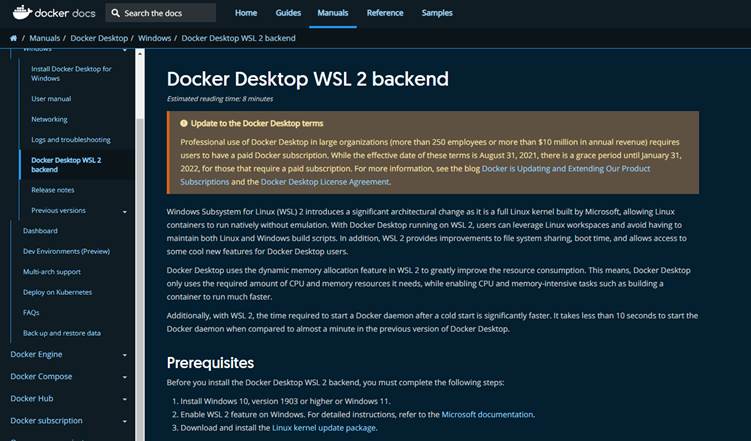 docker docs
Search the docs
Home Guides Manuals Reference Samples
/ Manuals / Docker Desktop / Windows / Docker Desktop WSL 2 backend
Windows
Install Docker Desktop for
Windows
User manual
Networking
Logs and troubleshooting
Docker Desktop WSL 2
backend
Release notes
Previous versions
Dashboard
Dev Environments (Preview)
Multi-arch support
Deploy on Kubernetes
FAQs
Back up and restore data
Docker Engine
Docker Compose
Docker Hub
Docker subscription
Docker Desktop WSL 2 backend
Estimated reading time: 8 minutes
Update to the Docker Desktop terms
Professional use of Docker Desktop in large organizations (more than 250 employees or more than $10 million in annual revenue) requires
users to have a paid Docker subscription. While the effective date of these terms is August 31, 2021, there is a grace period until January 31,
2022, for those that require a paid subscription. For more information, see the blog Docker is Updating and Extending Our Product
Subscriptions and the Docker Desktop License Agreement.
Windows Subsystem for Linux (WSL) 2 introduces a significant architectural change as it is a full Linux kernel built by Microsoft, allowing Linux
containers to run natively without emulation. With Docker Desktop running on WSL 2, users can leverage Linux workspaces and avoid having to
maintain both Linux and Windows build scripts. In addition, WSL 2 provides improvements to file system sharing, boot time, and allows access to
some cool new features for Docker Desktop users.
Docker Desktop uses the dynamic memory allocation feature in WSL 2 to greatly improve the resource consumption. This means, Docker Desktop
only uses the required amount of CPU and memory resources it needs, while enabling CPU and memory-intensive tasks such as building a
container to run much faster.
Additionally, with WSL 2, the time required to start a Docker daemon after a cold start is significantly faster. It takes less than 10 seconds to start the
Docker daemon when compared to almost a minute in the previous version of Docker Desktop.
Prerequisites
Before you install the Docker Desktop WSL 2 backend, you must complete the following steps:
1. Install Windows 10, version 1903 or higher or Windows 11.
2. Enable WSL 2 feature on Windows. For detailed instructions, refer to the Microsoft documentation.
3. Download and install the Linux kernel update package.